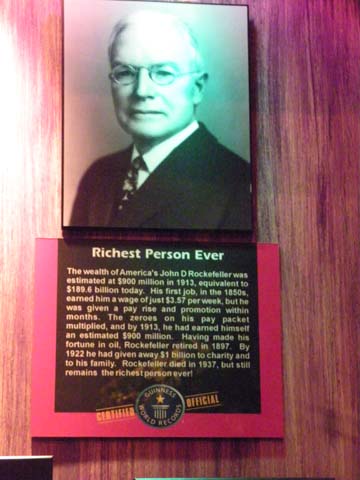 Richest Person Ever
The wealth of America's John D Rockefeller was
estimated at $900 million in 1913, equivalent to
$189.6 billion today. His first job, in the 1850s,
earned him a wage of just $3.57 per week, but he
was given a pay rise and promotion within
months. The zeroes on his pay packet
multiplied, and by 1913, he had earned himself
an estimated $900 million. Having made his
fortune in oil, Rockefeller retired in 1897. By
1922 he had given away $1 billion to charity and
to his family. Rockefeller died in 1937, but still
remains the richest person ever!
CERTIFIED OFFICIAL
GUINNESS
WORLD RECORDS